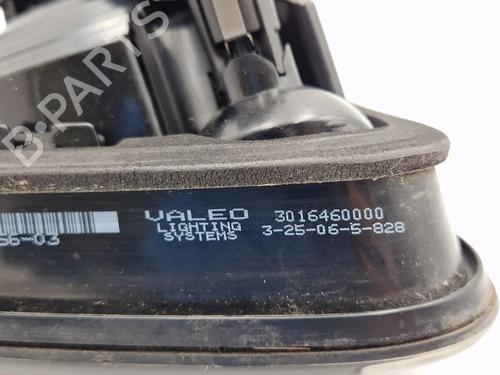 B-PARTS
VALEO 3016460000
LIGHTING 3-25-06-5-828
SYSTEMS
56-03